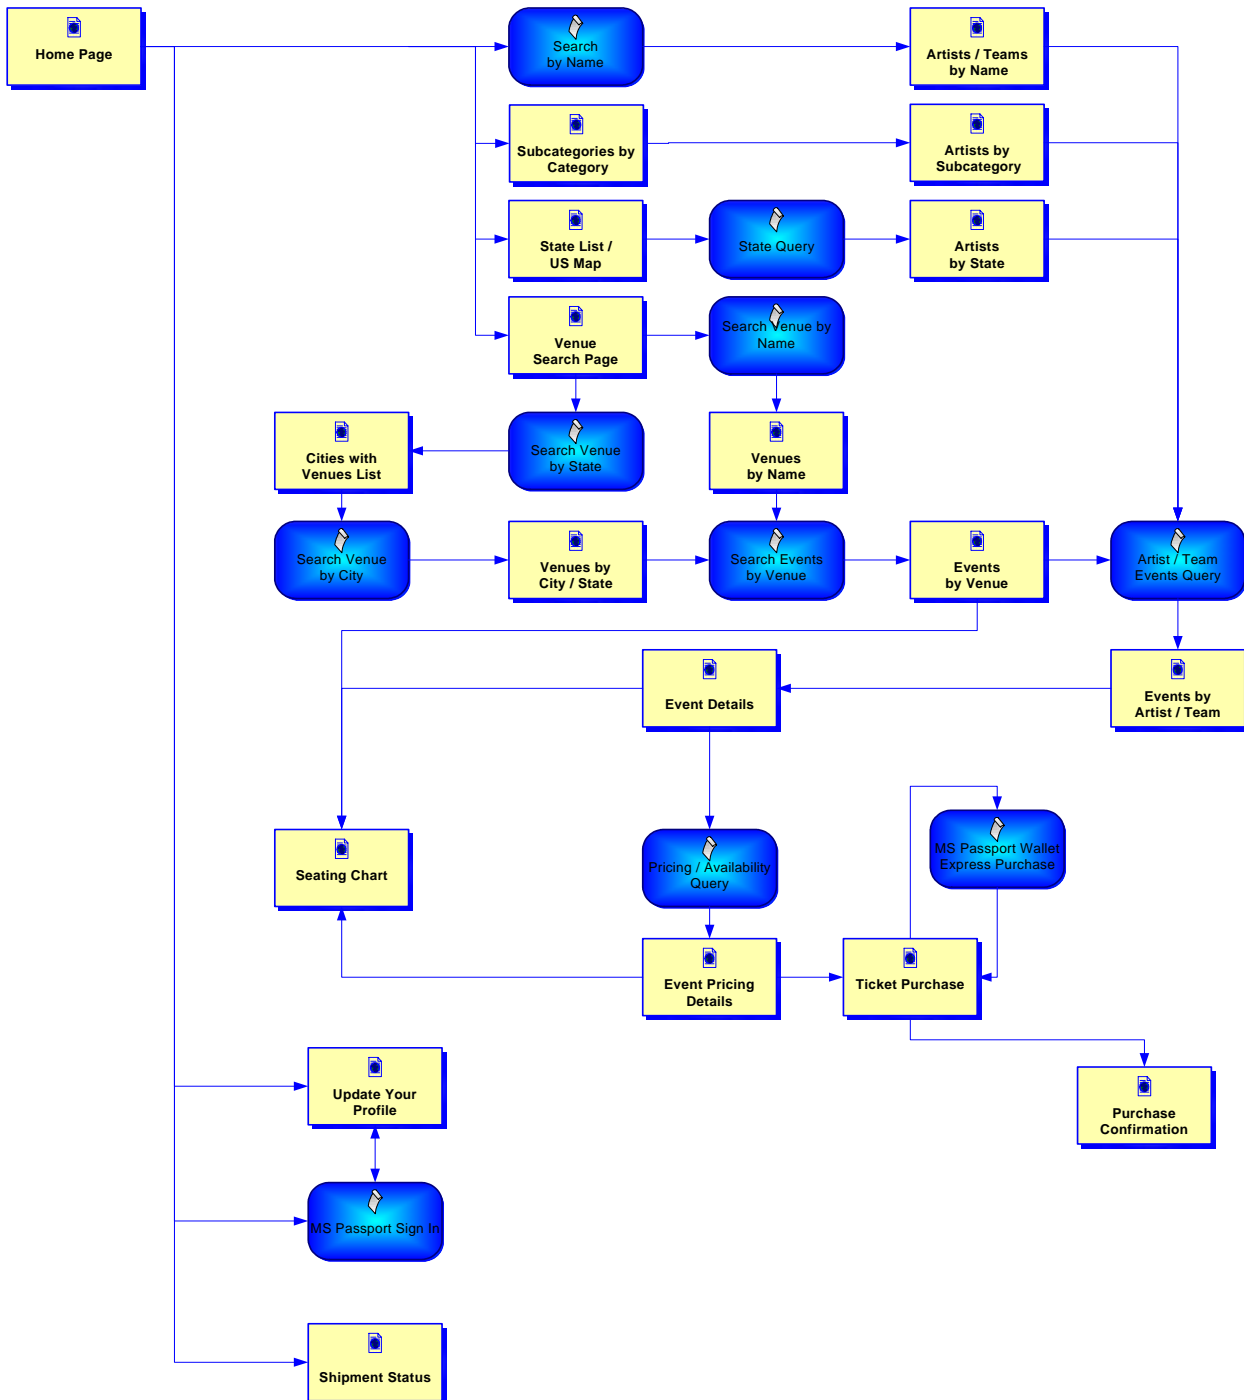 Home Page
Search
by Name
Artists / Teams
by Name
Subcategories by
Category
Artists by
Subcategory
State List /
US Map
State Query
Artists
by State
Venue
Search Page
Search Venue by
Name
Cities with
Venues List
Search Venue
by State
Venues
by Name
Search Venue
by City
Venues by
City / State
Search Events
by Venue
Events
by Venue
Artist / Team
Events Query
Event Details
Events by
Artist / Team
Seating Chart
Pricing / Availability
Query
MS Passport Wallet
Express Purchase
Event Pricing
Details
Ticket Purchase
Update Your
Profile
Purchase
Confirmation
MS Passport Sign In
Shipment Status